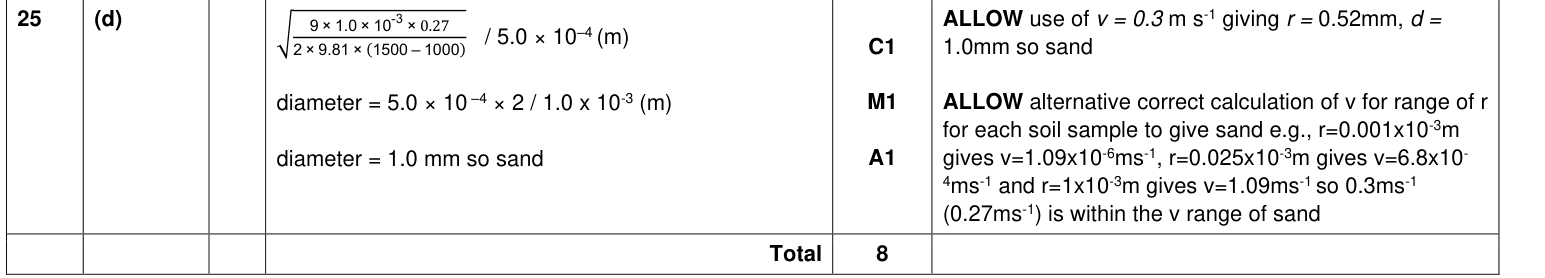 25 (d)
√(9 × 1.0 × 10⁻³ × 0.27 / 2 × 9.81 × (1500 – 1000)) / 5.0 × 10⁻⁴ (m)
C1
ALLOW use of v = 0.3 m s⁻¹ giving r = 0.52mm, d =
1.0mm so sand
diameter = 5.0 × 10⁻⁴ × 2 / 1.0 x 10⁻³ (m)
M1
ALLOW alternative correct calculation of v for range of r
for each soil sample to give sand e.g., r=0.001x10⁻³m
diameter = 1.0 mm so sand
A1
gives v=1.09x10⁻⁶ms⁻¹, r=0.025x10⁻³m gives v=6.8x10⁻
⁴ms⁻¹ and r=1x10⁻³m gives v=1.09ms⁻¹ so 0.3ms⁻¹
(0.27ms⁻¹) is within the v range of sand
Total 8